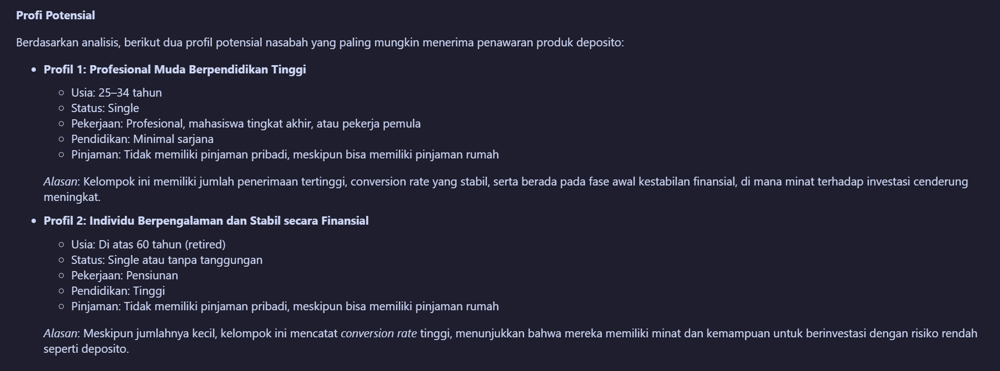 Profi Potensial
Berdasarkan analisis, berikut dua profil potensial nasabah yang paling mungkin menerima penawaran produk deposito:
• Profil 1: Profesional Muda Berpendidikan Tinggi
◦ Usia: 25–34 tahun
◦ Status: Single
◦ Pekerjaan: Profesional, mahasiswa tingkat akhir, atau pekerja pemula
◦ Pendidikan: Minimal sarjana
◦ Pinjaman: Tidak memiliki pinjaman pribadi, meskipun bisa memiliki pinjaman rumah
Alasan: Kelompok ini memiliki jumlah penerimaan tertinggi, conversion rate yang stabil, serta berada pada fase awal kestabilan finansial, di mana minat terhadap investasi cenderung
meningkat.
• Profil 2: Individu Berpengalaman dan Stabil secara Finansial
◦ Usia: Di atas 60 tahun (retired)
◦ Status: Single atau tanpa tanggungan
◦ Pekerjaan: Pensiunan
◦ Pendidikan: Tinggi
◦ Pinjaman: Tidak memiliki pinjaman pribadi, meskipun bisa memiliki pinjaman rumah
Alasan: Meskipun jumlahnya kecil, kelompok ini mencatat conversion rate tinggi, menunjukkan bahwa mereka memiliki minat dan kemampuan untuk berinvestasi dengan risiko rendah
seperti deposito.